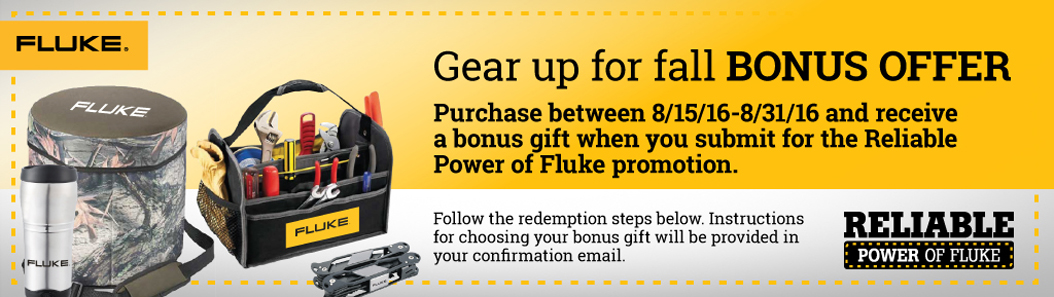 FLUKE®
Gear up for fall BONUS OFFER
Purchase between 8/15/16-8/31/16 and receive
a bonus gift when you submit for the Reliable
Power of Fluke promotion.
Follow the redemption steps below. Instructions
for choosing your bonus gift will be provided in
your confirmation email.
RELIABLE
POWER OF FLUKE
FLUKE
FLUKE
FLUKE
FLUKE